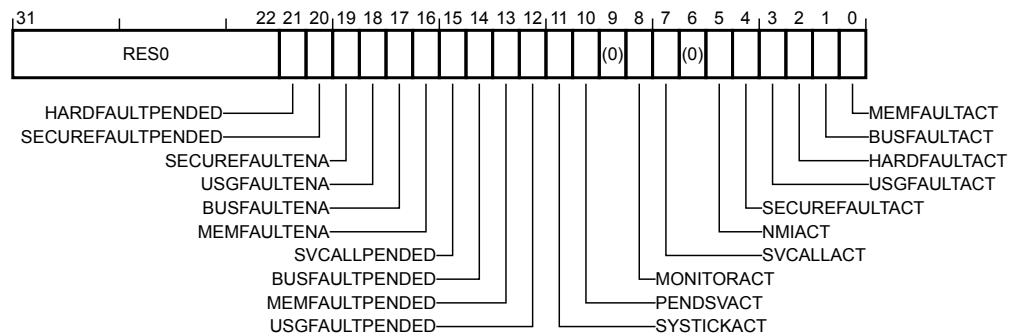 31 22 21 20 19 18 17 16 15 14 13 12 11 10 9 8 7 6 5 4 3 2 1 0
RES0 (0) (0)
HARDFAULTPENDED MEMFAULTACT
SECUREFAULTPENDED BUSFAULTACT
SECUREFAULTENA HARDFAULTACT
USGFAULTENA USGFAULTACT
BUSFAULTENA SECUREFAULTACT
MEMFAULTENA NMIACT
SVCALLPENDED SVCALLACT
BUSFAULTPENDED MONITORACT
MEMFAULTPENDED PENDSVACT
USGFAULTPENDED SYSTICKACT